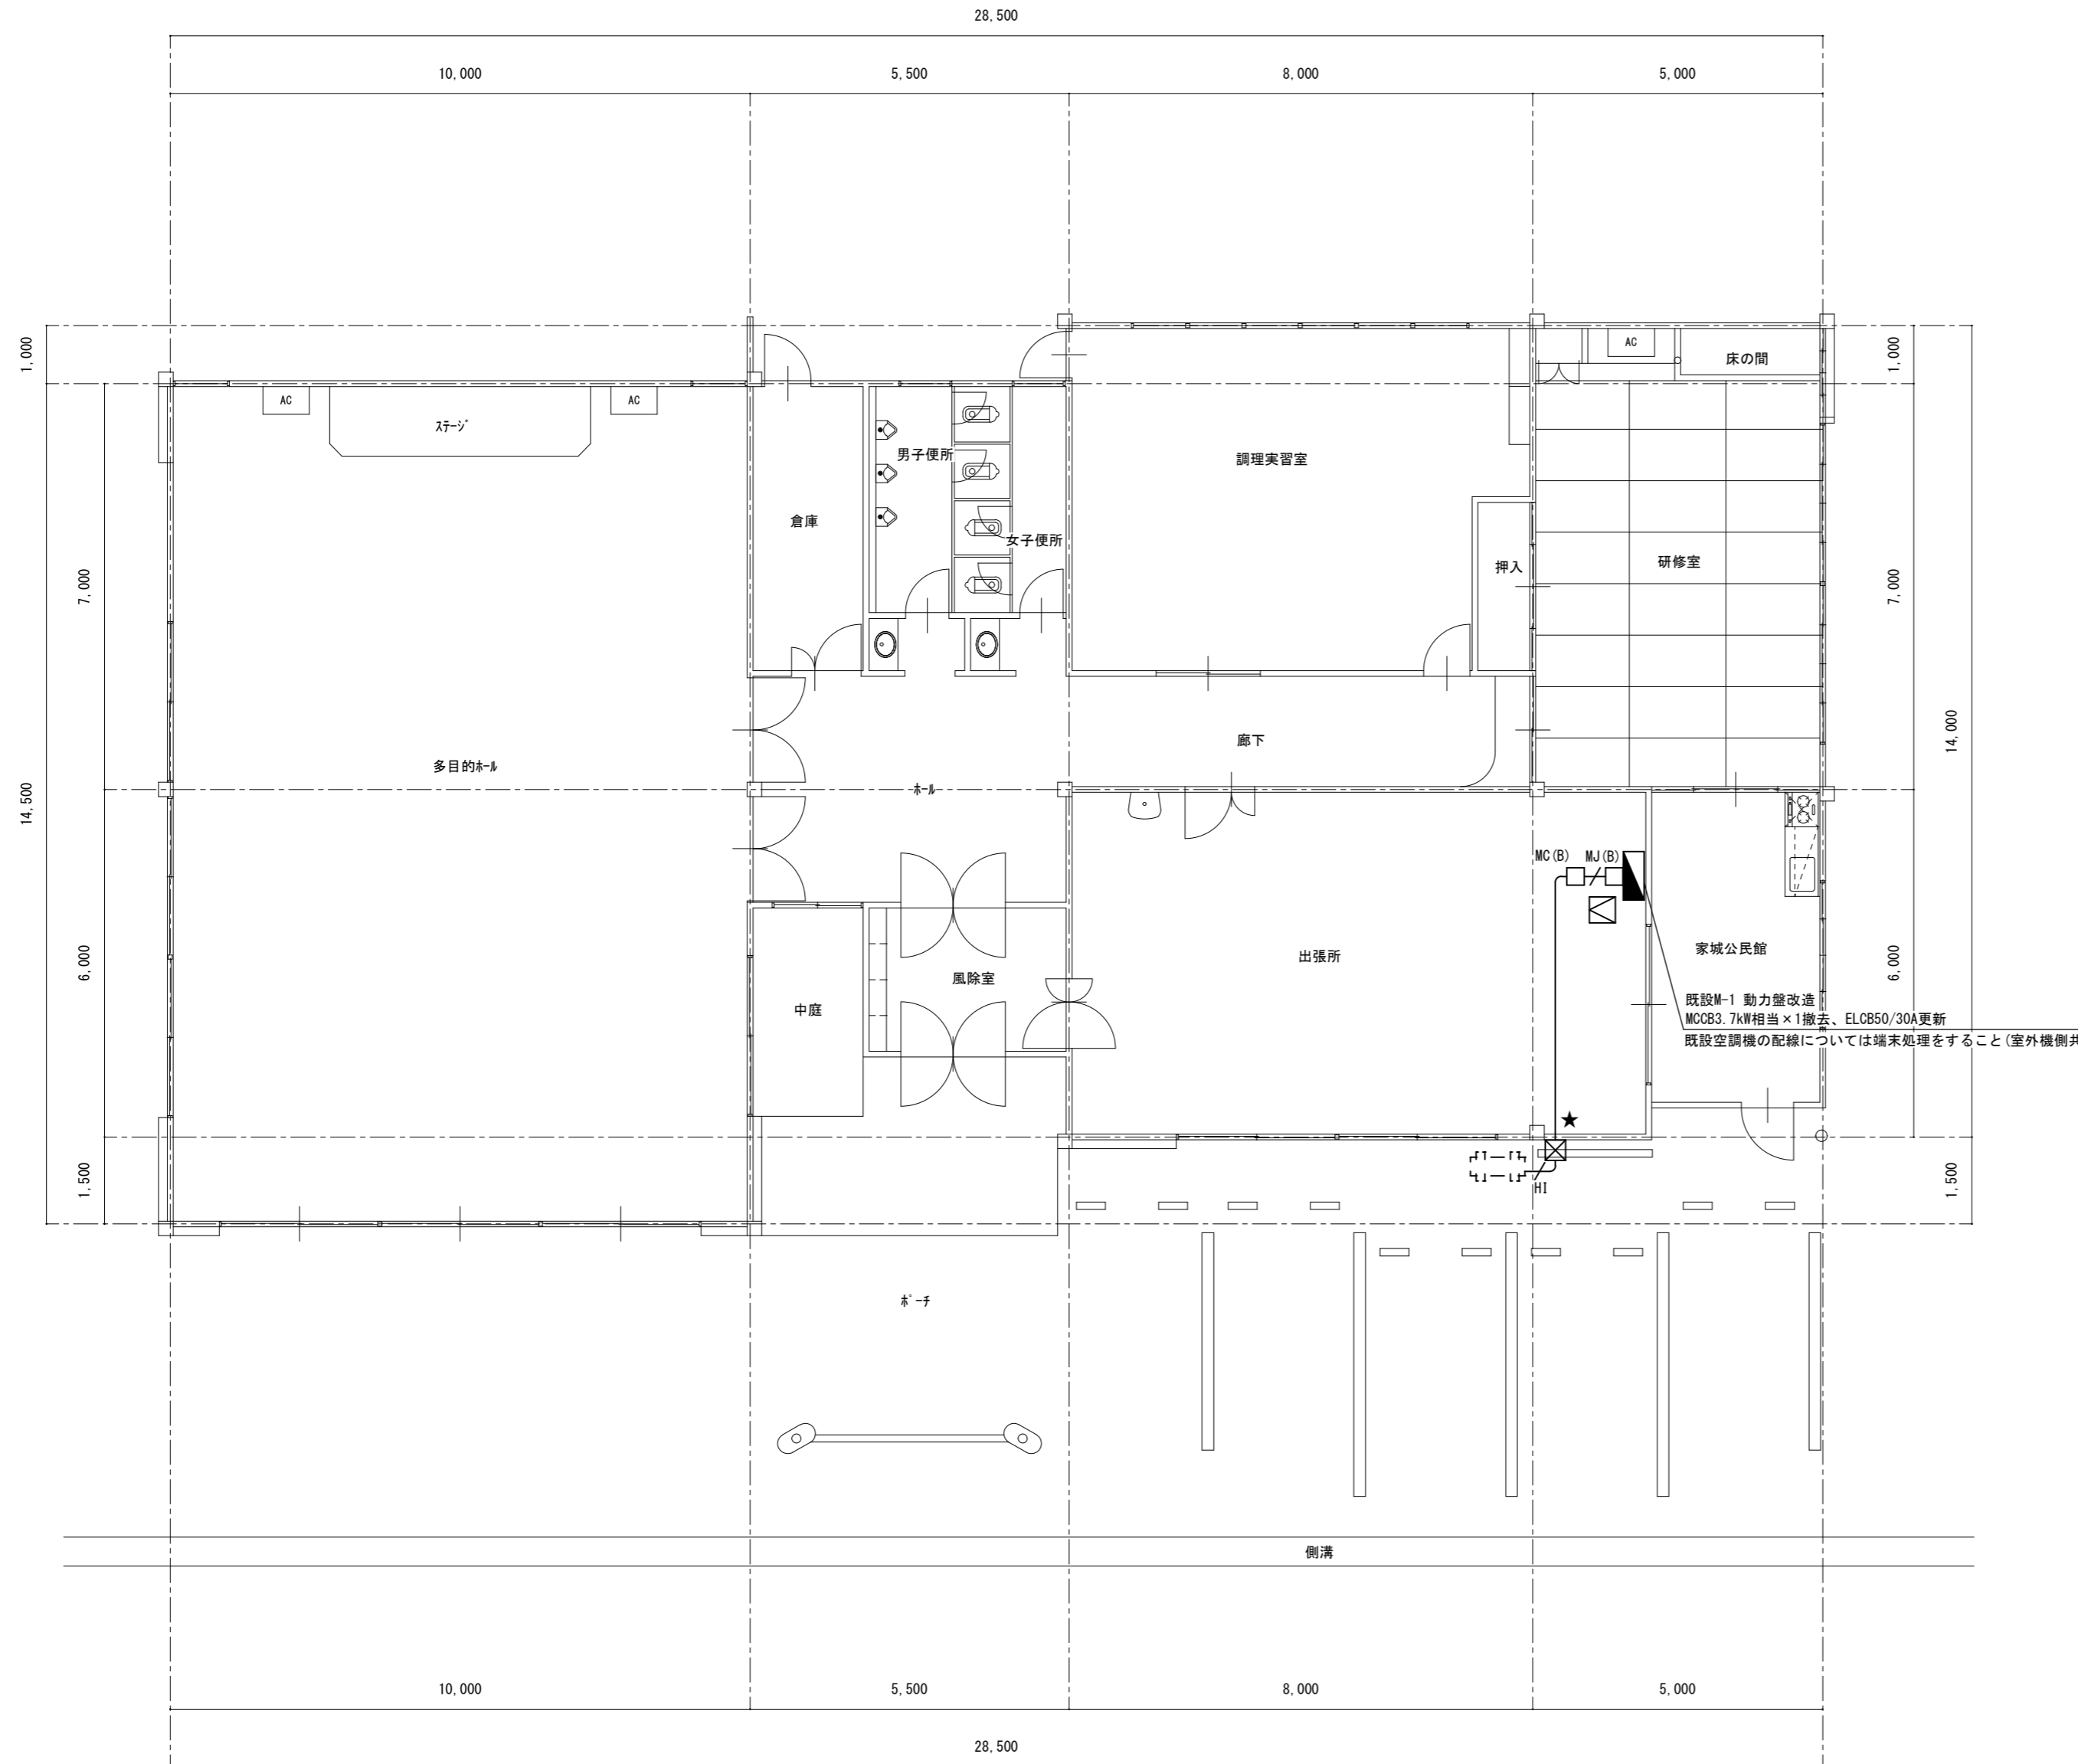 28,500
10,000
5,500
8,000
5,000
1,000
7,000
14,500
6,000
1,500
1,000
7,000
14,000
6,000
1,500
AC
床の間
AC
ステージ
AC
男子便所
調理実習室
倉庫
女子便所
研修室
押入
廊下
多目的ホール
ホール
MC(B)
MJ(B)
家城公民館
出張所
風除室
中庭
既設M-1 動力盤改造
MCCB3.7kW相当×1撤去、ELCB50/30A更新
既設空調機の配線については端末処理をすること(室外機側共
★
HI
ポーチ
側溝
10,000
5,500
8,000
5,000
28,500